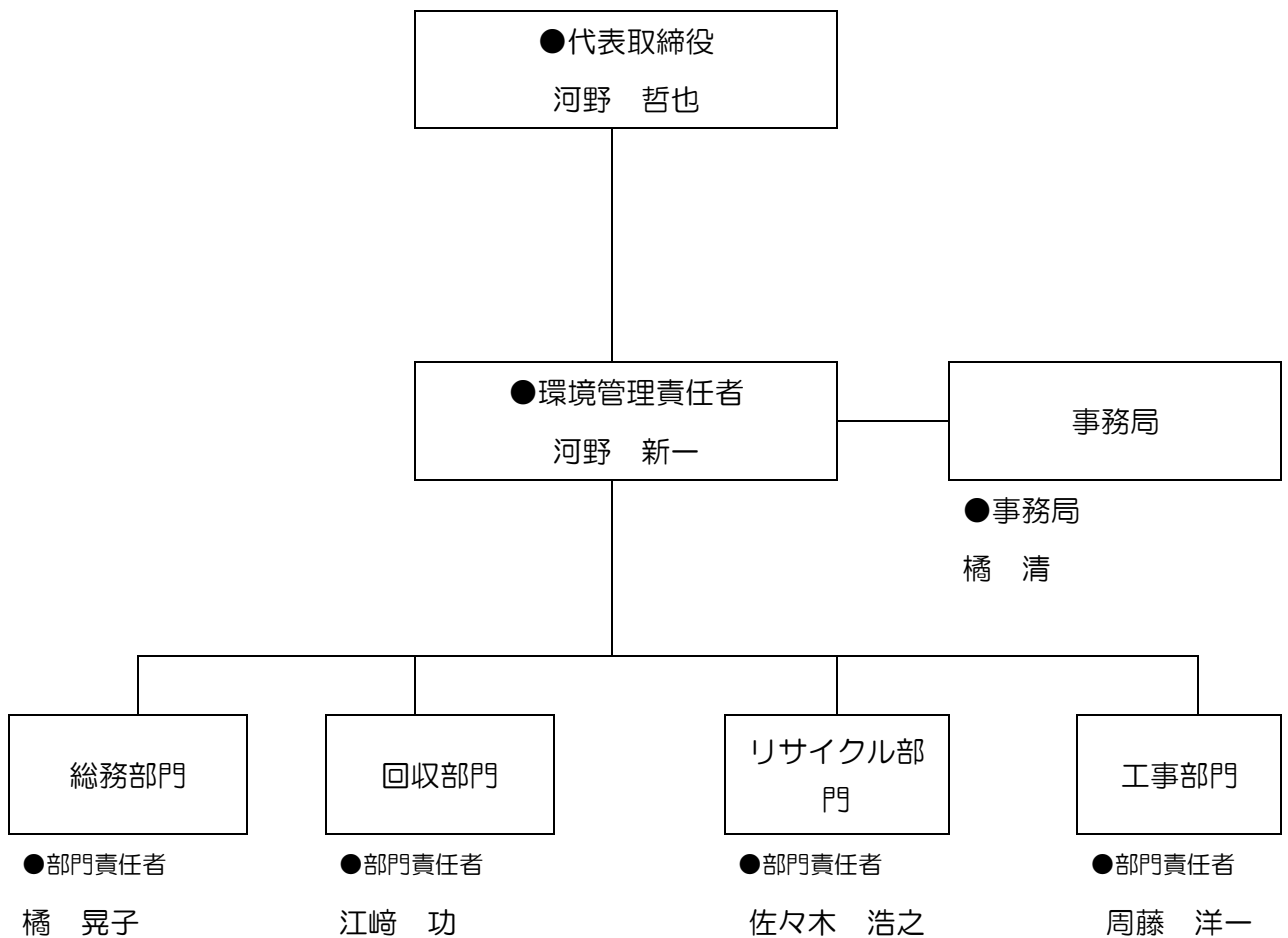 ●代表取締役
河野　哲也
●環境管理責任者
河野　新一
事務局
●事務局
橘　清
総務部門
回収部門
リサイクル部
門
工事部門
●部門責任者
●部門責任者
●部門責任者
●部門責任者
橘　晃子
江﨑　功
佐々木　浩之
周藤　洋一